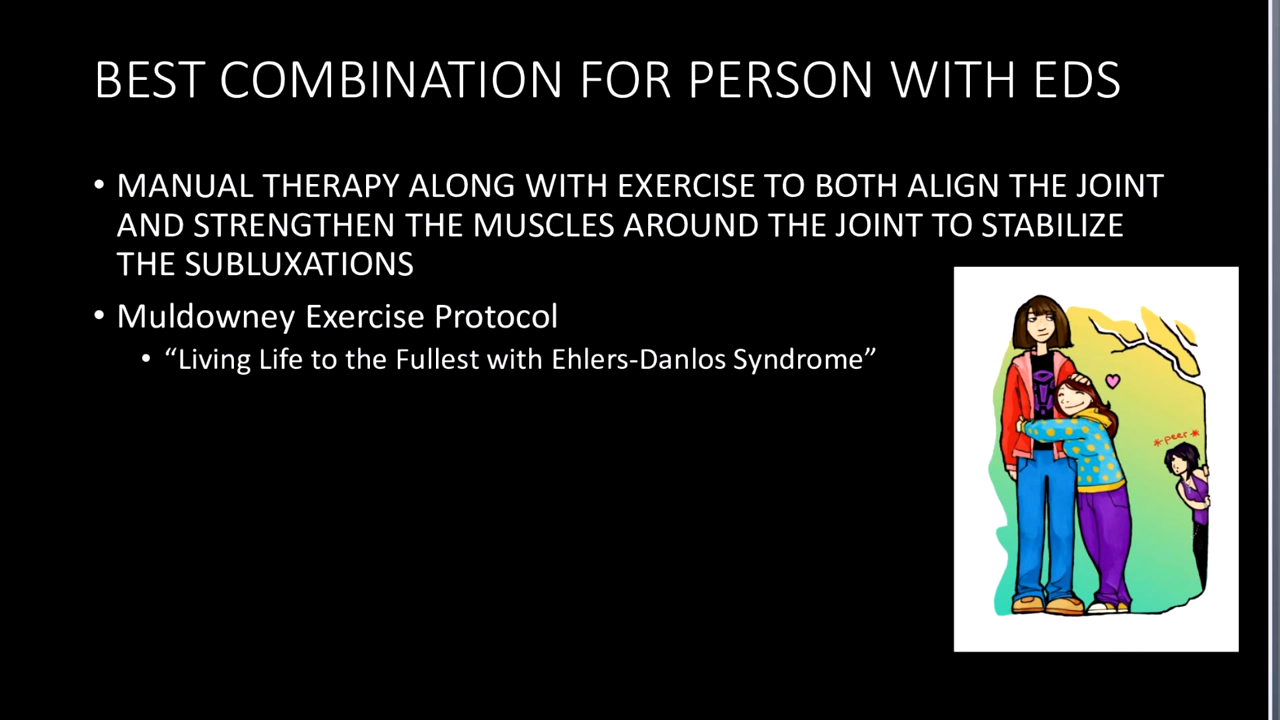 BEST COMBINATION FOR PERSON WITH EDS
• MANUAL THERAPY ALONG WITH EXERCISE TO BOTH ALIGN THE JOINT
AND STRENGTHEN THE MUSCLES AROUND THE JOINT TO STABILIZE
THE SUBLUXATIONS
• Muldowney Exercise Protocol
• “Living Life to the Fullest with Ehlers-Danlos Syndrome”
*peer*